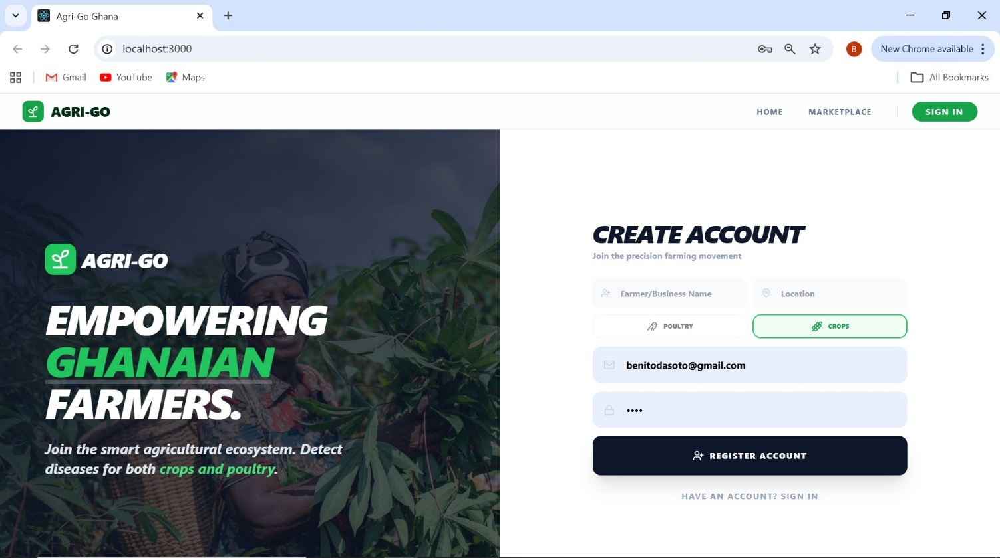 Agri-Go Ghana
localhost:3000
B
New Chrome available
Gmail
YouTube
Maps
All Bookmarks
AGRI-GO
HOME
MARKETPLACE
SIGN IN
AGRI-GO
EMPOWERING
GHANAIAN
FARMERS.
Join the smart agricultural ecosystem. Detect
diseases for both crops and poultry.
CREATE ACCOUNT
Join the precision farming movement
Farmer/Business Name
Location
POULTRY
CROPS
benitodasoto@gmail.com
••••
REGISTER ACCOUNT
HAVE AN ACCOUNT? SIGN IN